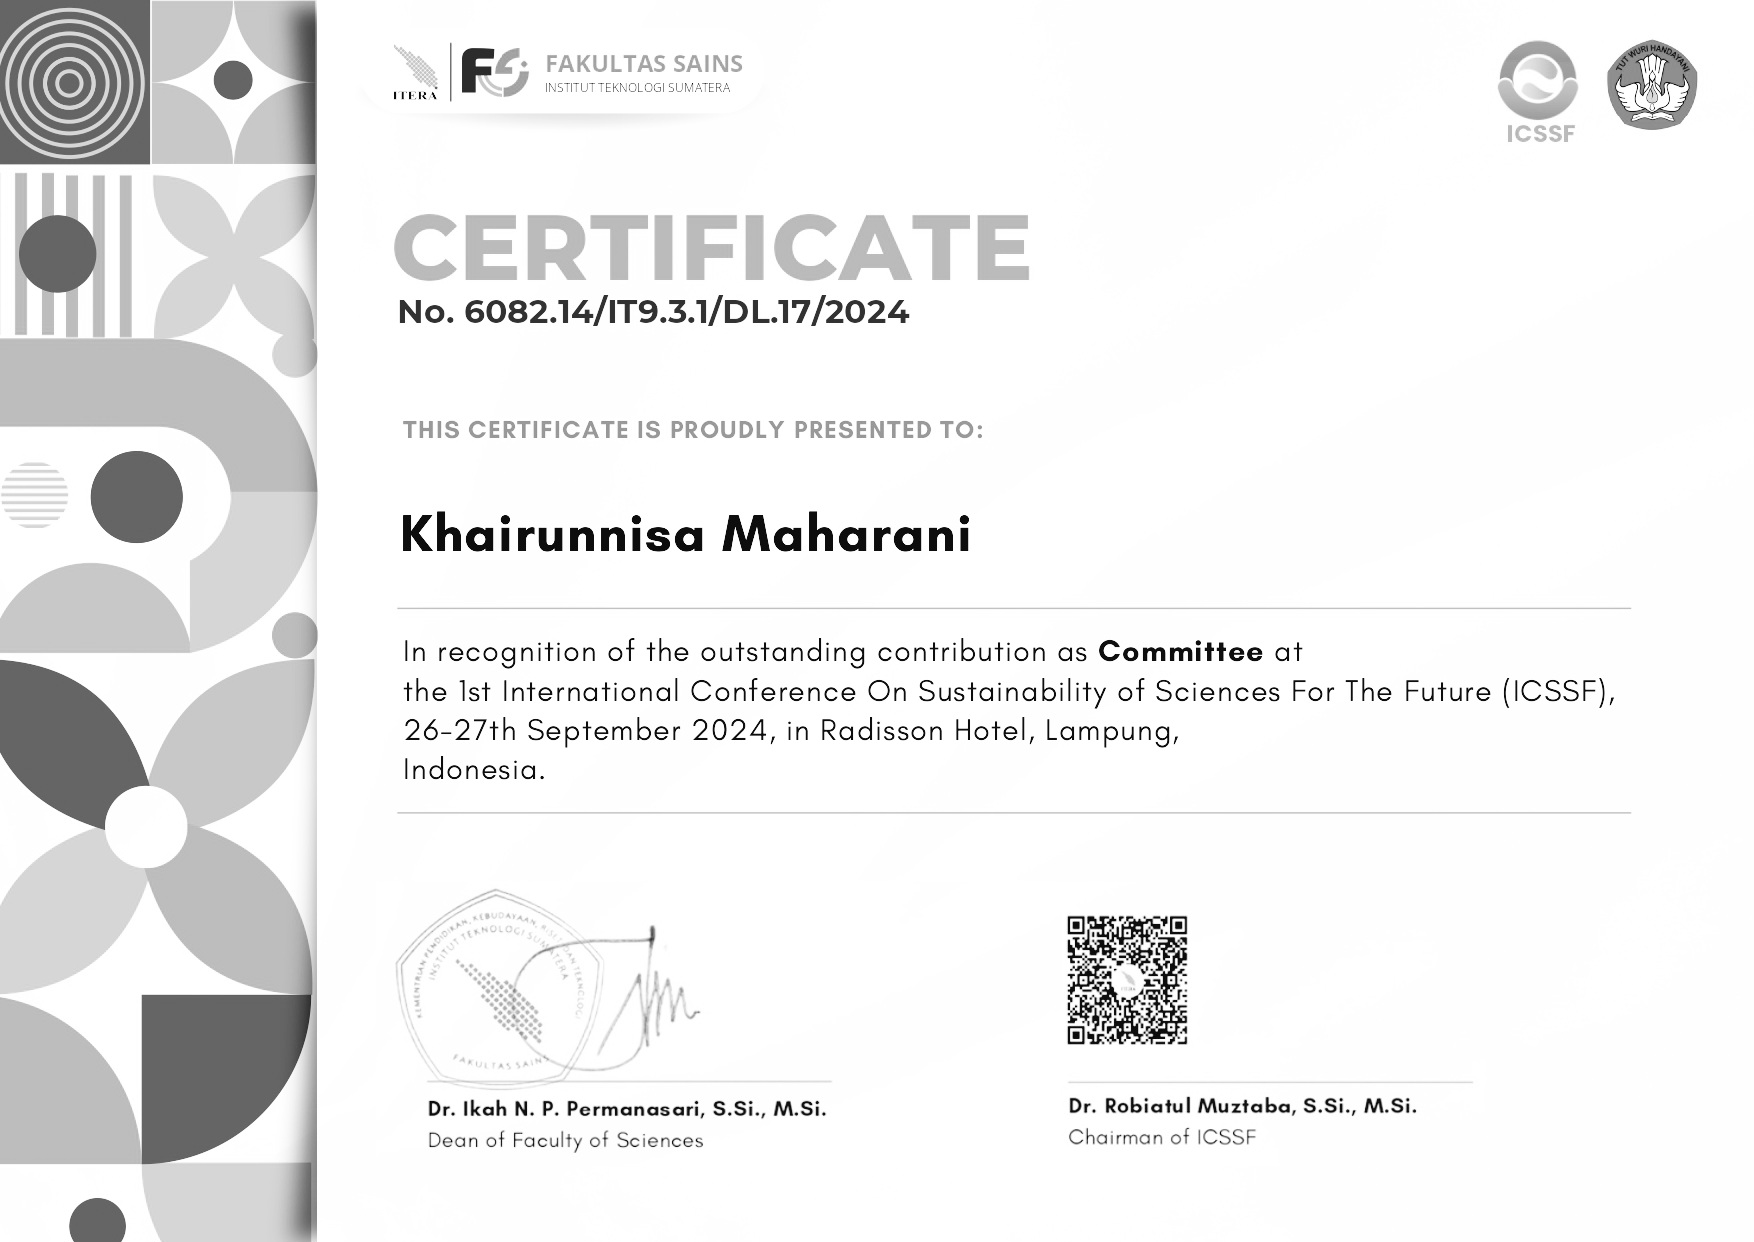 ITERA
FS
FAKULTAS SAINS
INSTITUT TEKNOLOGI SUMATERA
ICSSF
TUT WURI HANDAYANI
CERTIFICATE
No. 6082.14/IT9.3.1/DL.17/2024
THIS CERTIFICATE IS PROUDLY PRESENTED TO:
Khairunnisa Maharani
In recognition of the outstanding contribution as Committee at
the 1st International Conference On Sustainability of Sciences For The Future (ICSSF),
26-27th September 2024, in Radisson Hotel, Lampung,
Indonesia.
KEMENTRIAN PENDIDIKAN, KEBUDAYAAN, RISET, DAN TEKNOLOGI
INSTITUT TEKNOLOGI SUMATERA
FAKULTAS SAINS
Dr. Ikah N. P. Permanasari, S.Si., M.Si.
Dean of Faculty of Sciences
ITERA
Dr. Robiatul Muztaba, S.Si., M.Si.
Chairman of ICSSF